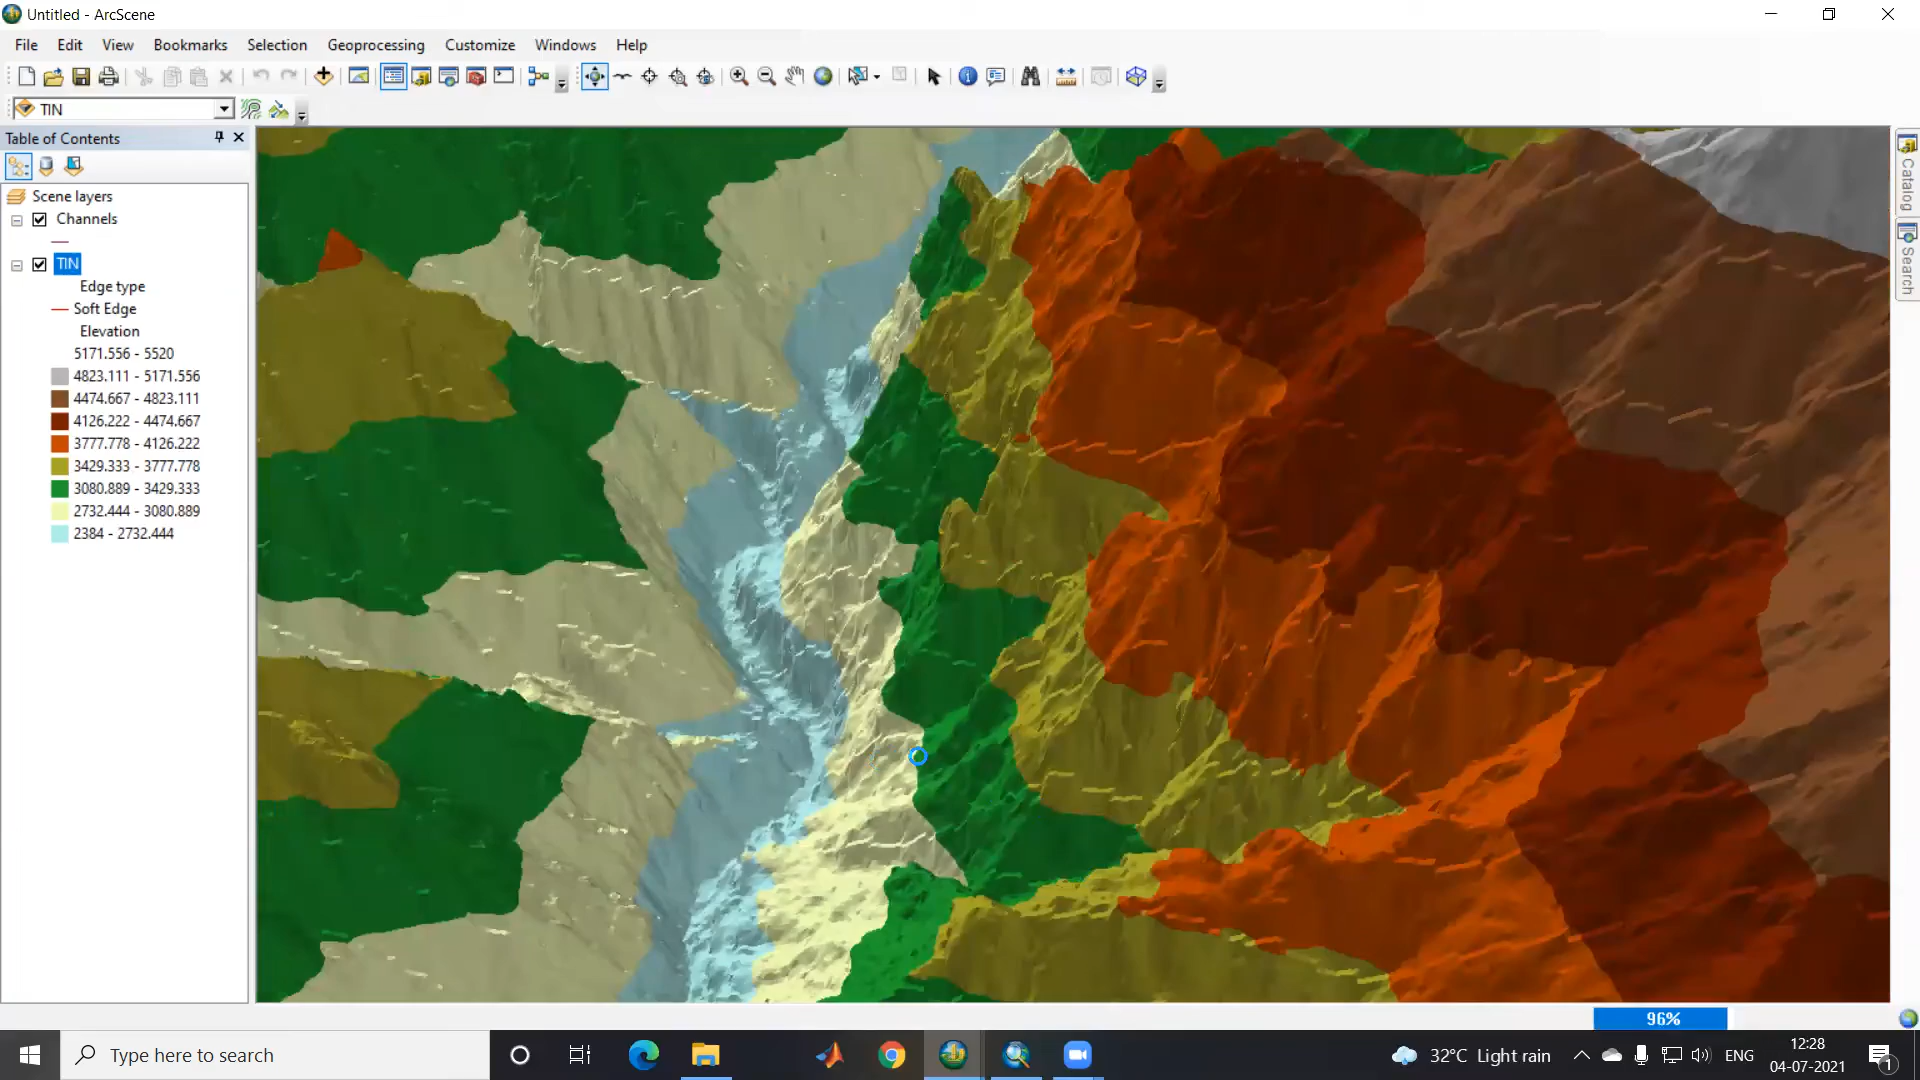 Untitled - ArcScene
File Edit View Bookmarks Selection Geoprocessing Customize Windows Help
TIN
Table of Contents
Scene layers
Channels
TIN
Edge type
Soft Edge
Elevation
5171.556 - 5520
4823.111 - 5171.556
4474.667 - 4823.111
4126.222 - 4474.667
3777.778 - 4126.222
3429.333 - 3777.778
3080.889 - 3429.333
2732.444 - 3080.889
2384 - 2732.444
Catalog
Search
96%
Type here to search
32°C Light rain
ENG
12:28
04-07-2021
1